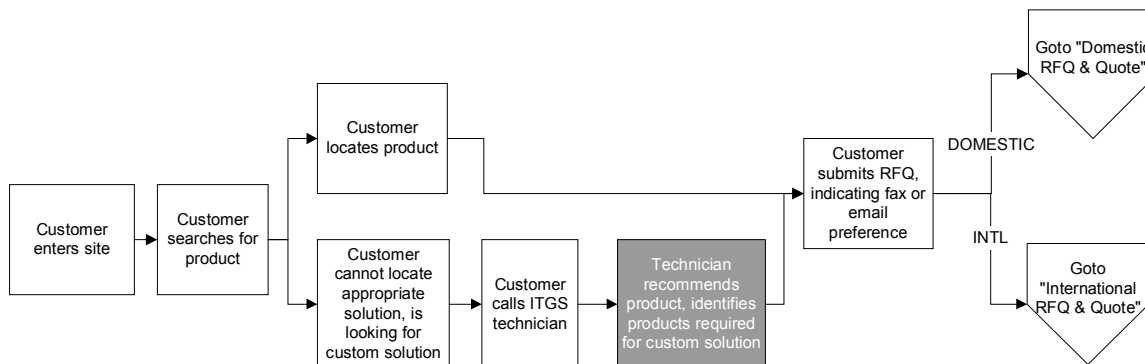 Goto "Domestic
RFQ & Quote"
DOMESTIC
Customer
locates product
Customer
submits RFQ,
indicating fax or
email
preference
Customer
enters site
Customer
searches for
product
INTL
Customer
cannot locate
appropriate
solution, is
looking for
custom solution
Customer
calls ITGS
technician
Technician
recommends
product, identifies
products required
for custom solution
Goto
"International
RFQ & Quote"